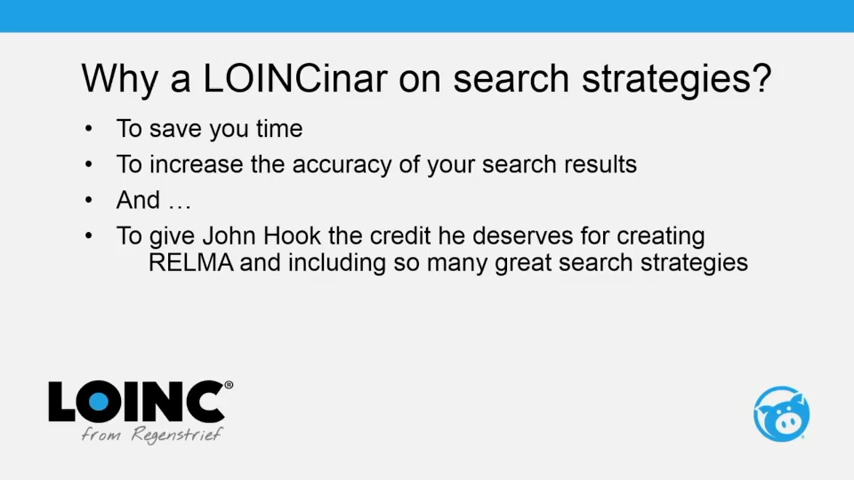 Why a LOINCinar on search strategies?
• To save you time
• To increase the accuracy of your search results
• And …
• To give John Hook the credit he deserves for creating
RELMA and including so many great search strategies
LOINC®
from Regenstrief